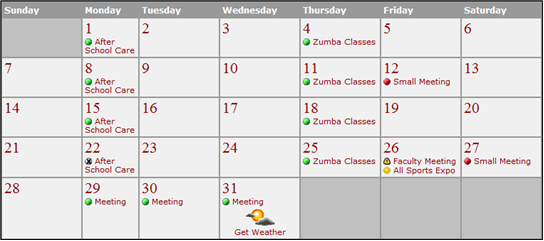 Sunday Monday Tuesday Wednesday Thursday Friday Saturday
1 2 3 4 5 6
After Zumba Classes
School Care
7 8 9 10 11 12 13
After Zumba Classes Small Meeting
School Care
14 15 16 17 18 19 20
After Zumba Classes
School Care
21 22 23 24 25 26 27
After Zumba Classes Faculty Meeting Small Meeting
School Care All Sports Expo
28 29 30 31
Meeting Meeting Meeting
Get Weather